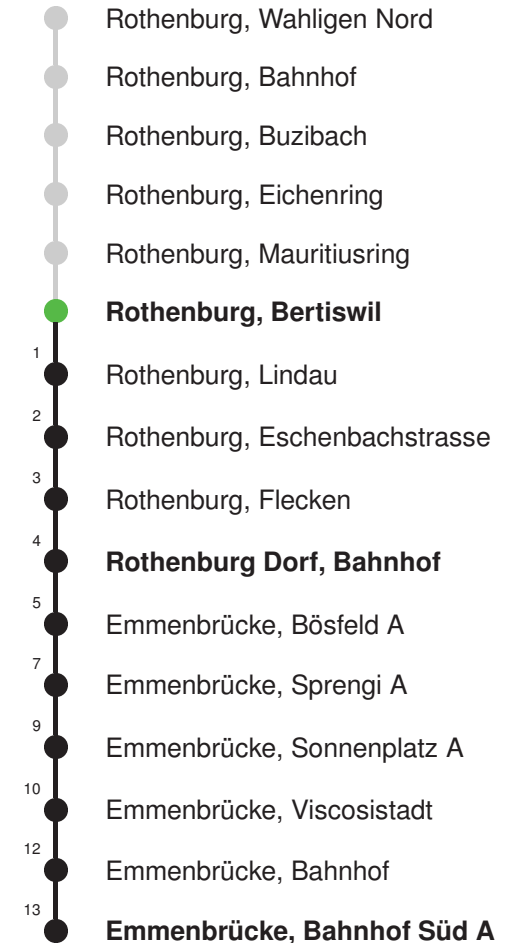 Rothenburg, Wahligen Nord
Rothenburg, Bahnhof
Rothenburg, Buzibach
Rothenburg, Eichenring
Rothenburg, Mauritiusring
Rothenburg, Bertiswil
1 Rothenburg, Lindau
2 Rothenburg, Eschenbachstrasse
3 Rothenburg, Flecken
4 Rothenburg Dorf, Bahnhof
5 Emmenbrücke, Bösfeld A
7 Emmenbrücke, Sprengi A
9 Emmenbrücke, Sonnenplatz A
10 Emmenbrücke, Viscosistadt
12 Emmenbrücke, Bahnhof
13 Emmenbrücke, Bahnhof Süd A